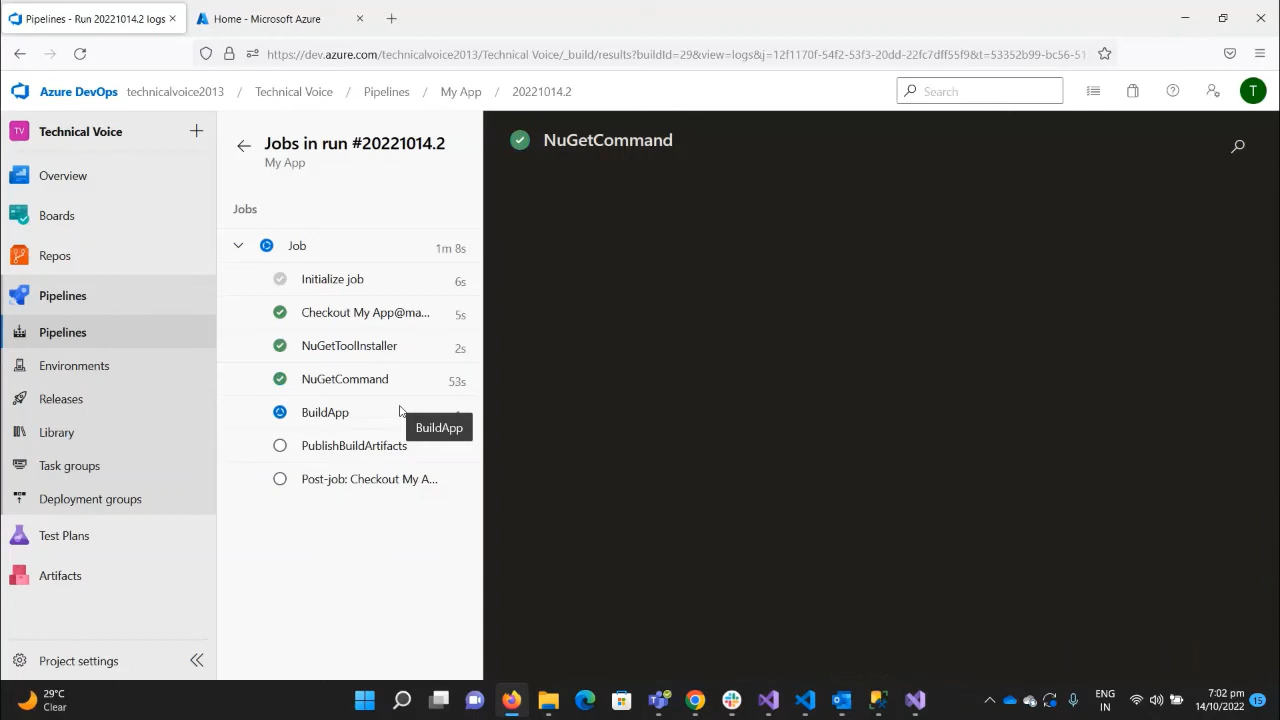 Pipelines - Run 20221014.2 logs
Home - Microsoft Azure
https://dev.azure.com/technicalvoice2013/Technical Voice/_build/results?buildId=29&view=logs&j=12f1170f-54f2-53f3-20dd-22fc7dff55f9&t=53352b99-bc56-51
Azure DevOps technicalvoice2013 / Technical Voice / Pipelines / My App / 20221014.2
Search
T
TV Technical Voice
Overview
Boards
Repos
Pipelines
Pipelines
Environments
Releases
Library
Task groups
Deployment groups
Test Plans
Artifacts
Project settings
Jobs in run #20221014.2
My App
Jobs
Job 1m 8s
Initialize job 6s
Checkout My App@ma... 5s
NuGetToolInstaller 2s
NuGetCommand 53s
BuildApp
BuildApp
PublishBuildArtifacts
Post-job: Checkout My A...
NuGetCommand
29°C
Clear
ENG
IN
7:02 pm
14/10/2022
15